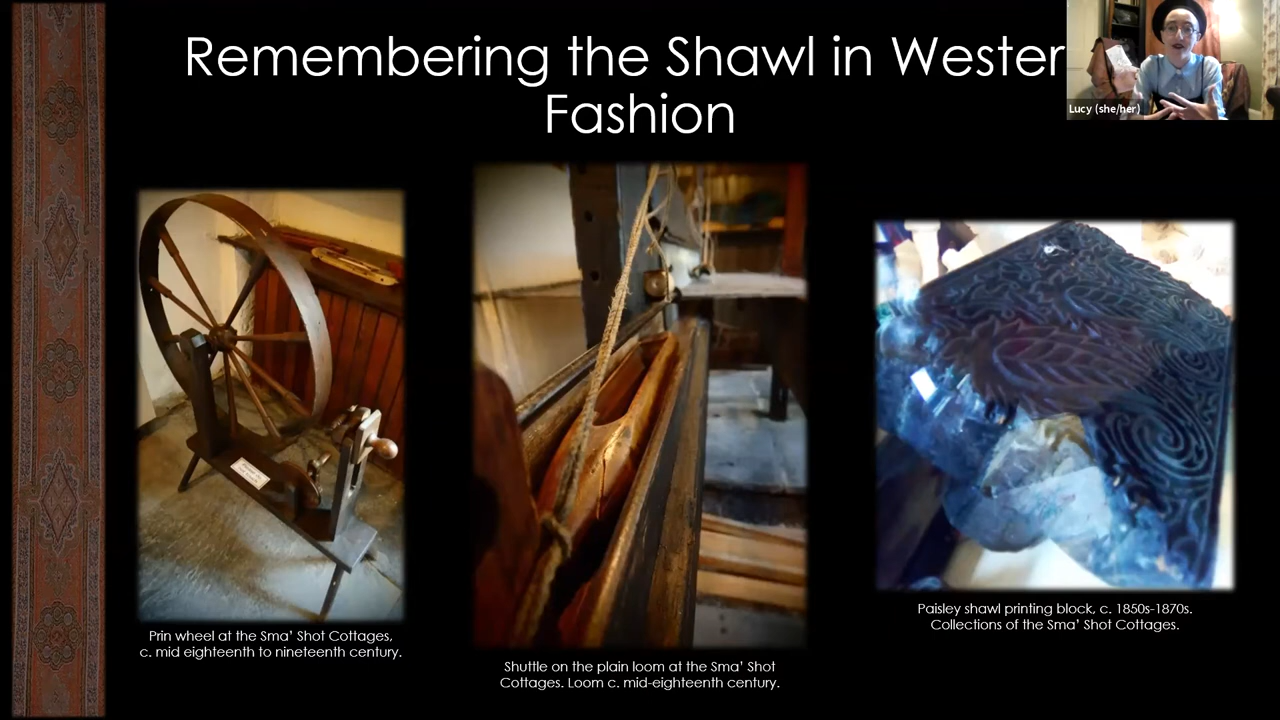 Remembering the Shawl in Wester
Fashion
Lucy (she/her)
Prin wheel at the Sma' Shot Cottages,
c. mid eighteenth to nineteenth century.
Shuttle on the plain loom at the Sma' Shot
Cottages. Loom c. mid-eighteenth century.
Paisley shawl printing block, c. 1850s-1870s.
Collections of the Sma' Shot Cottages.